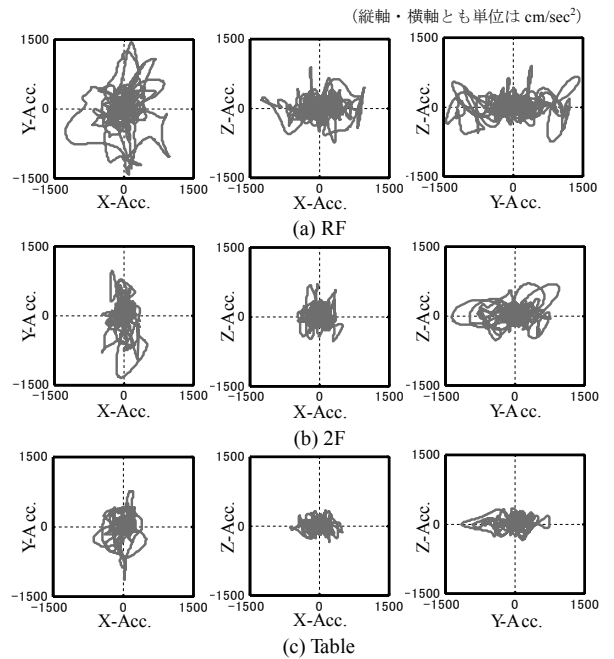 （縦軸・横軸とも単位は cm/sec²）
1500 1500 1500
Y-Acc. 0 Z-Acc. 0 Z-Acc. 0
−1500 −1500 −1500
−1500 0 1500 −1500 0 1500 −1500 0 1500
X-Acc. X-Acc. Y-Acc.
(a) RF
1500 1500 1500
Y-Acc. 0 Z-Acc. 0 Z-Acc. 0
−1500 −1500 −1500
−1500 0 1500 −1500 0 1500 −1500 0 1500
X-Acc. X-Acc. Y-Acc.
(b) 2F
1500 1500 1500
Y-Acc. 0 Z-Acc. 0 Z-Acc. 0
−1500 −1500 −1500
−1500 0 1500 −1500 0 1500 −1500 0 1500
X-Acc. X-Acc. Y-Acc.
(c) Table